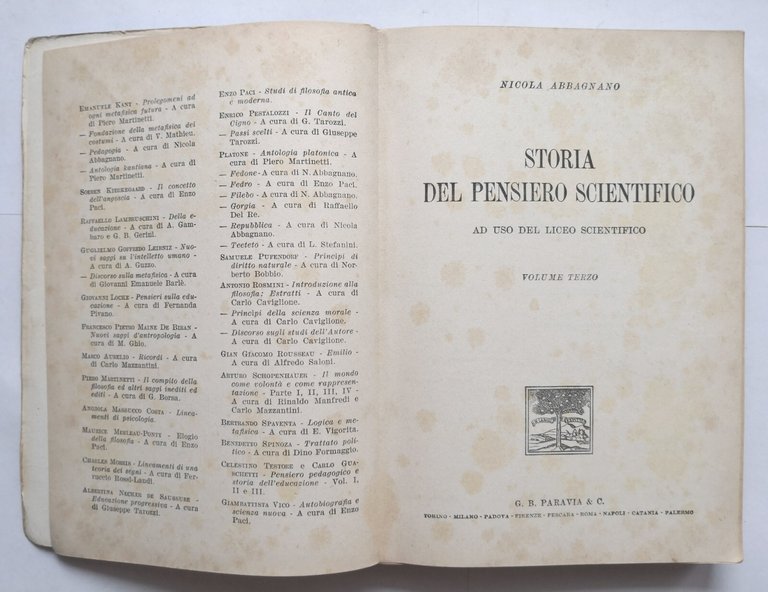 EMANUELE KANT - Prolegomeni ad
ogni metafisica futura - A cura
di Piero Martinetti.
— Fondazione della metafisica dei
costumi - A cura di V. Mathieu.
— Pedagogia - A cura di Nicola
Abbagnano.
— Antologia kantiana - A cura di
Piero Martinetti.
SOEREN KIERKEGAARD - Il concetto
dell'angoscia - A cura di Enzo
Paci.
RAFFAELLO LAMBRUSCHINI - Della e-
ducazione - A cura di A. Gam-
baro e G. B. Gerini.
GUGLIELMO GOFFREDO LEIBNIZ - Nuo-
vi saggi su l'intelletto umano -
A cura di A. Guzzo.
— Discorso sulla metafisica - A cura
di Giovanni Emanuele Barlè.
GIOVANNI LOCKE - Pensieri sulla edu-
cazione - A cura di Fernanda
Pivano.
FRANCESCO PIETRO MAINE DE BIRAN -
Nuovi saggi d'antropologia - A cura
di M. Ghio.
MARCO AURELIO - Ricordi - A cura
di Carlo Mazzantini.
PIERO MARTINETTI - Il compito della
filosofia ed altri saggi inediti ed
editi - A cura di G. Borsa.
ANGIOLA MASSUCCO COSTA - Linea-
menti di psicologia.
MAURICE MERLEAU-PONTY - Elogio
della filosofia - A cura di Enzo
Paci.
CHARLES MORRIS - Lineamenti di una
teoria dei segni - A cura di Fer-
ruccio Rossi-Landi.
ALBERTINA NECKER DE SAUSSURE -
Educazione progressiva - A cura
di Giuseppe Tarozzi.
ENZO PACI - Studi di filosofia antica
e moderna.
ENRICO PESTALOZZI - Il Canto del
Cigno - A cura di G. Tarozzi.
— Passi scelti - A cura di Giuseppe
Tarozzi.
PLATONE - Antologia platonica - A
cura di Piero Martinetti.
— Fedone - A cura di N. Abbagnano.
— Fedro - A cura di Enzo Paci.
— Filebo - A cura di N. Abbagnano.
— Gorgia - A cura di Raffaello
Del Re.
— Repubblica - A cura di Nicola
Abbagnano.
— Teeteto - A cura di L. Stefanini.
SAMUELE PUFENDORF - Principi di
diritto naturale - A cura di Nor-
berto Bobbio.
ANTONIO ROSMINI - Introduzione alla
filosofia: Estratti - A cura di
Carlo Caviglione.
— Principi della scienza morale - A
cura di Carlo Caviglione.
— Discorso sugli studi dell'Autore - A
cura di Carlo Caviglione.
GIAN GIACOMO ROUSSEAU - Emilio -
A cura di Alfredo Saloni.
ARTURO SCHOPENHAUER - Il mondo
come volontà e come rappresen-
tazione - Parte I, II, III, IV -
A cura di Rinaldo Manfredi e
Carlo Mazzantini.
BERTRANDO SPAVENTA - Logica e me-
tafisica - A cura di E. Vigorita.
BENEDETTO SPINOZA - Trattato poli-
tico - A cura di Dino Formaggio.
CELESTINO TESTORE e CARLO GUA-
SCHETTI - Pensiero pedagogico e
storia dell'educazione - Vol. I,
II e III.
GIAMBATTISTA VICO - Autobiografia e
scienza nuova - A cura di Enzo
Paci.
NICOLA ABBAGNANO
STORIA
DEL PENSIERO SCIENTIFICO
AD USO DEL LICEO SCIENTIFICO
VOLUME TERZO
G. B. PARAVIA & C.
TORINO - MILANO - PADOVA - FIRENZE - PESCARA - ROMA - NAPOLI - CATANIA - PALERMO